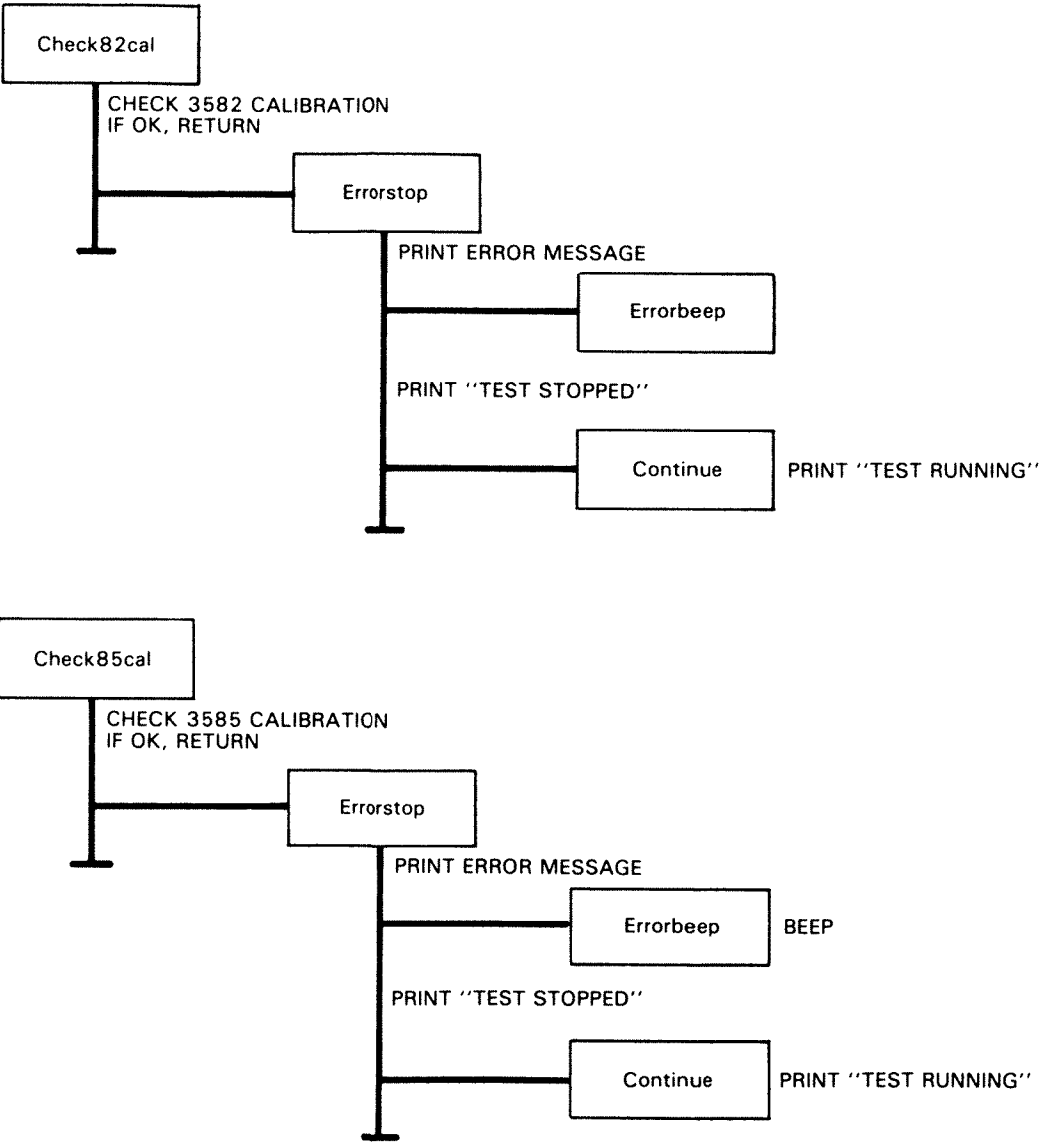 Check82cal
CHECK 3582 CALIBRATION
IF OK, RETURN
Errorstop
PRINT ERROR MESSAGE
Errorbeep
PRINT ''TEST STOPPED''
Continue
PRINT ''TEST RUNNING''
Check85cal
CHECK 3585 CALIBRATION
IF OK, RETURN
Errorstop
PRINT ERROR MESSAGE
Errorbeep
BEEP
PRINT ''TEST STOPPED''
Continue
PRINT ''TEST RUNNING''